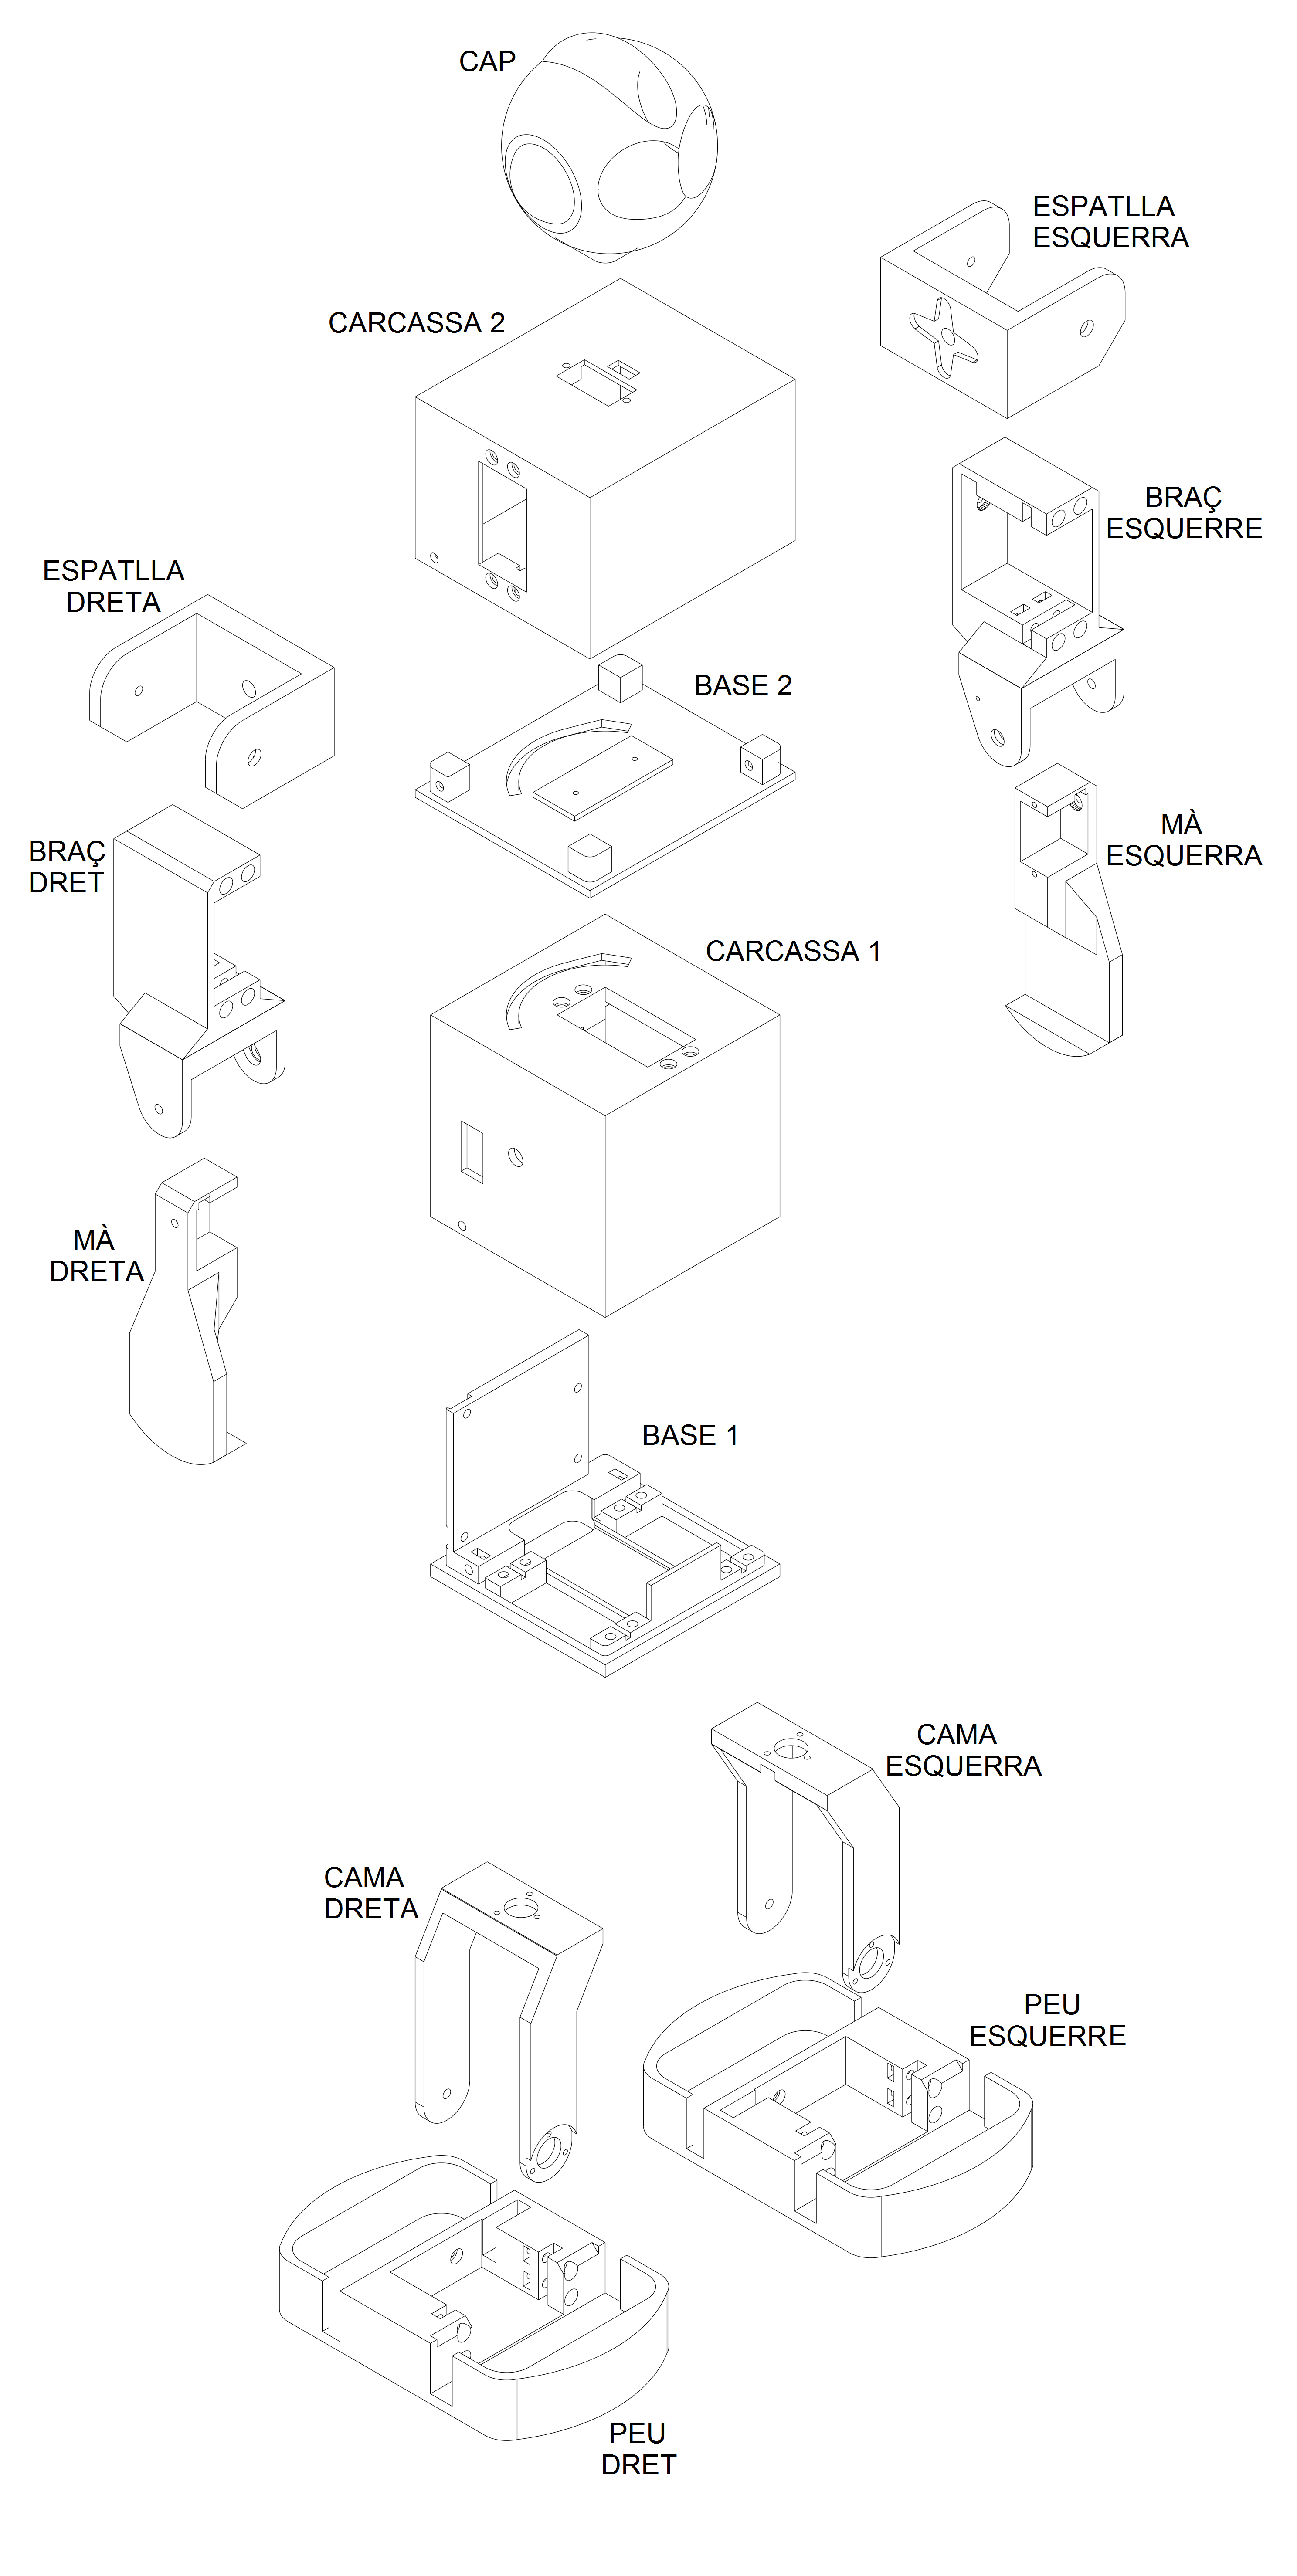 CAP
ESPATLLA
ESQUERRA
CARCASSA 2
BRAÇ
ESQUERRE
ESPATLLA
DRETA
BASE 2
MÀ
ESQUERRA
BRAÇ
DRET
CARCASSA 1
MÀ
DRETA
BASE 1
CAMA
ESQUERRA
CAMA
DRETA
PEU
ESQUERRE
PEU
DRET